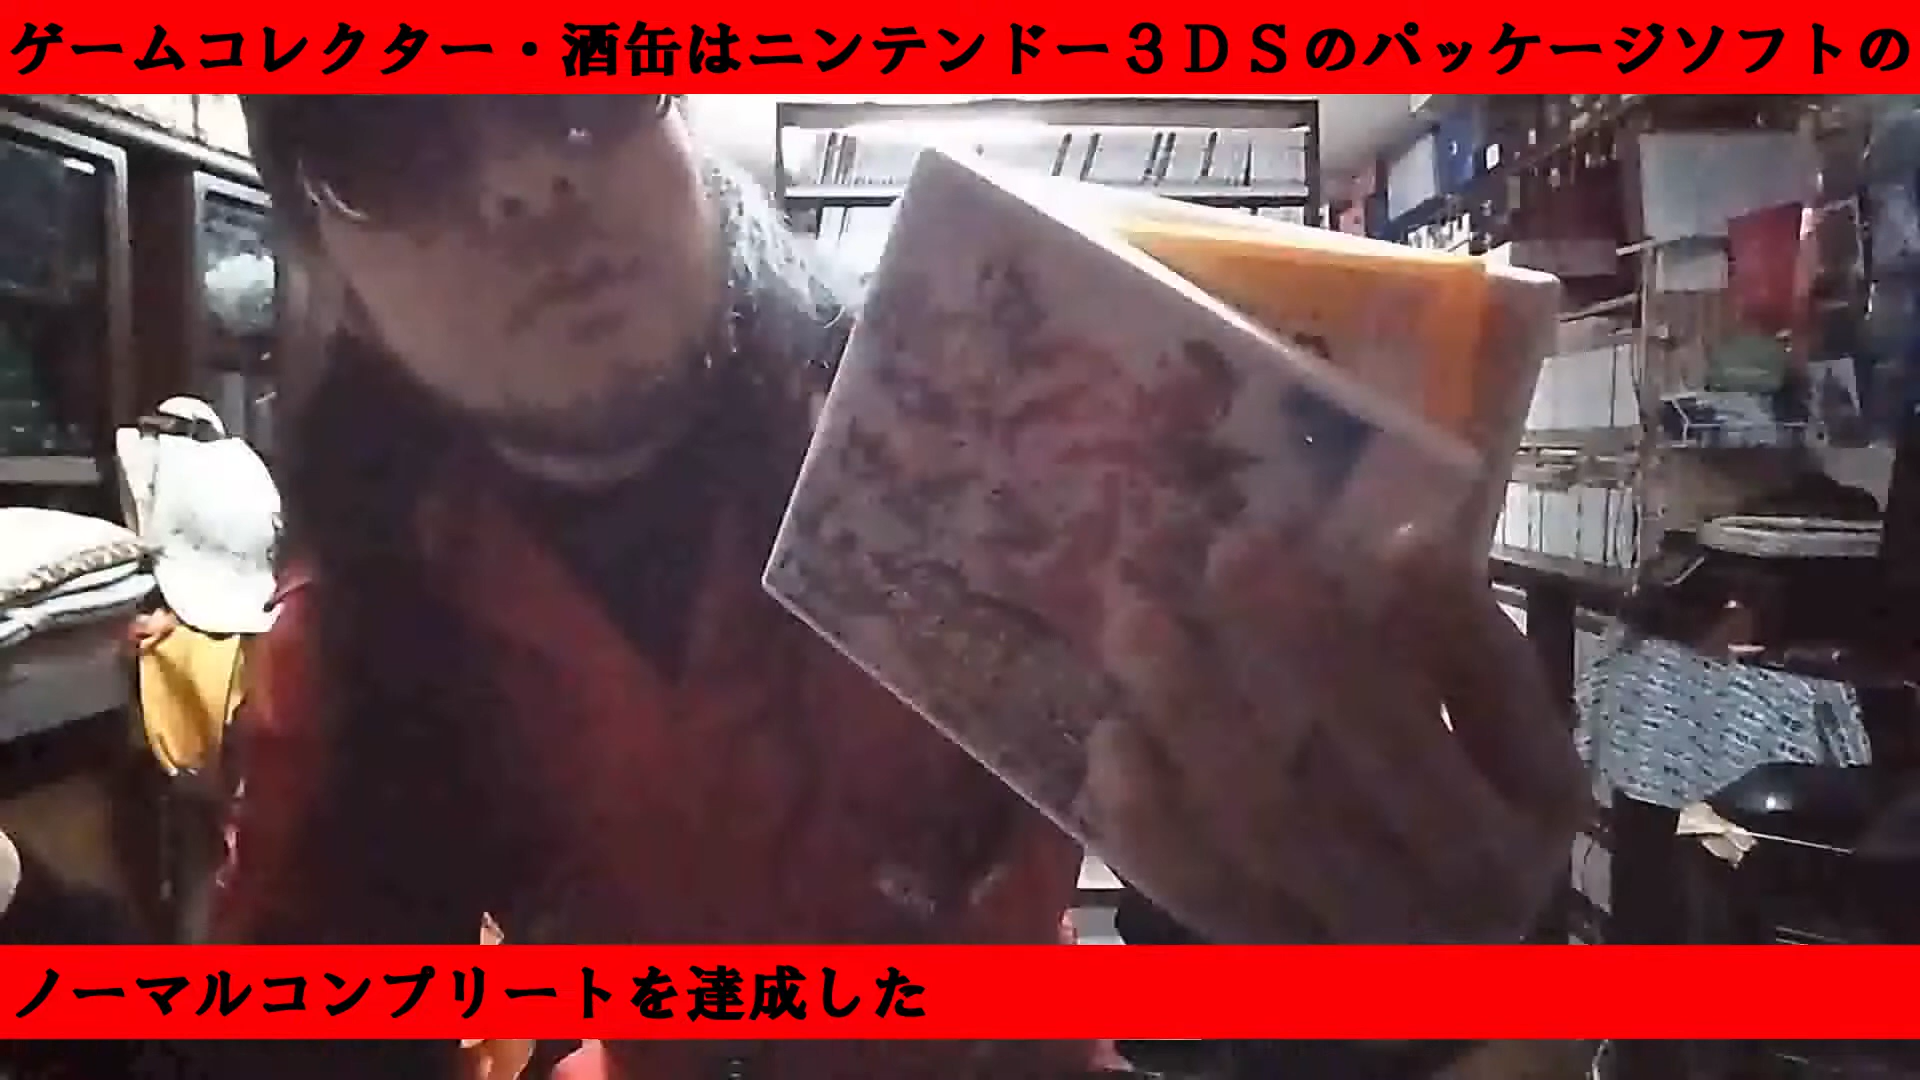 ゲームコレクター・酒缶はニンテンドー３ＤＳのパッケージソフトの
ノーマルコンプリートを達成した